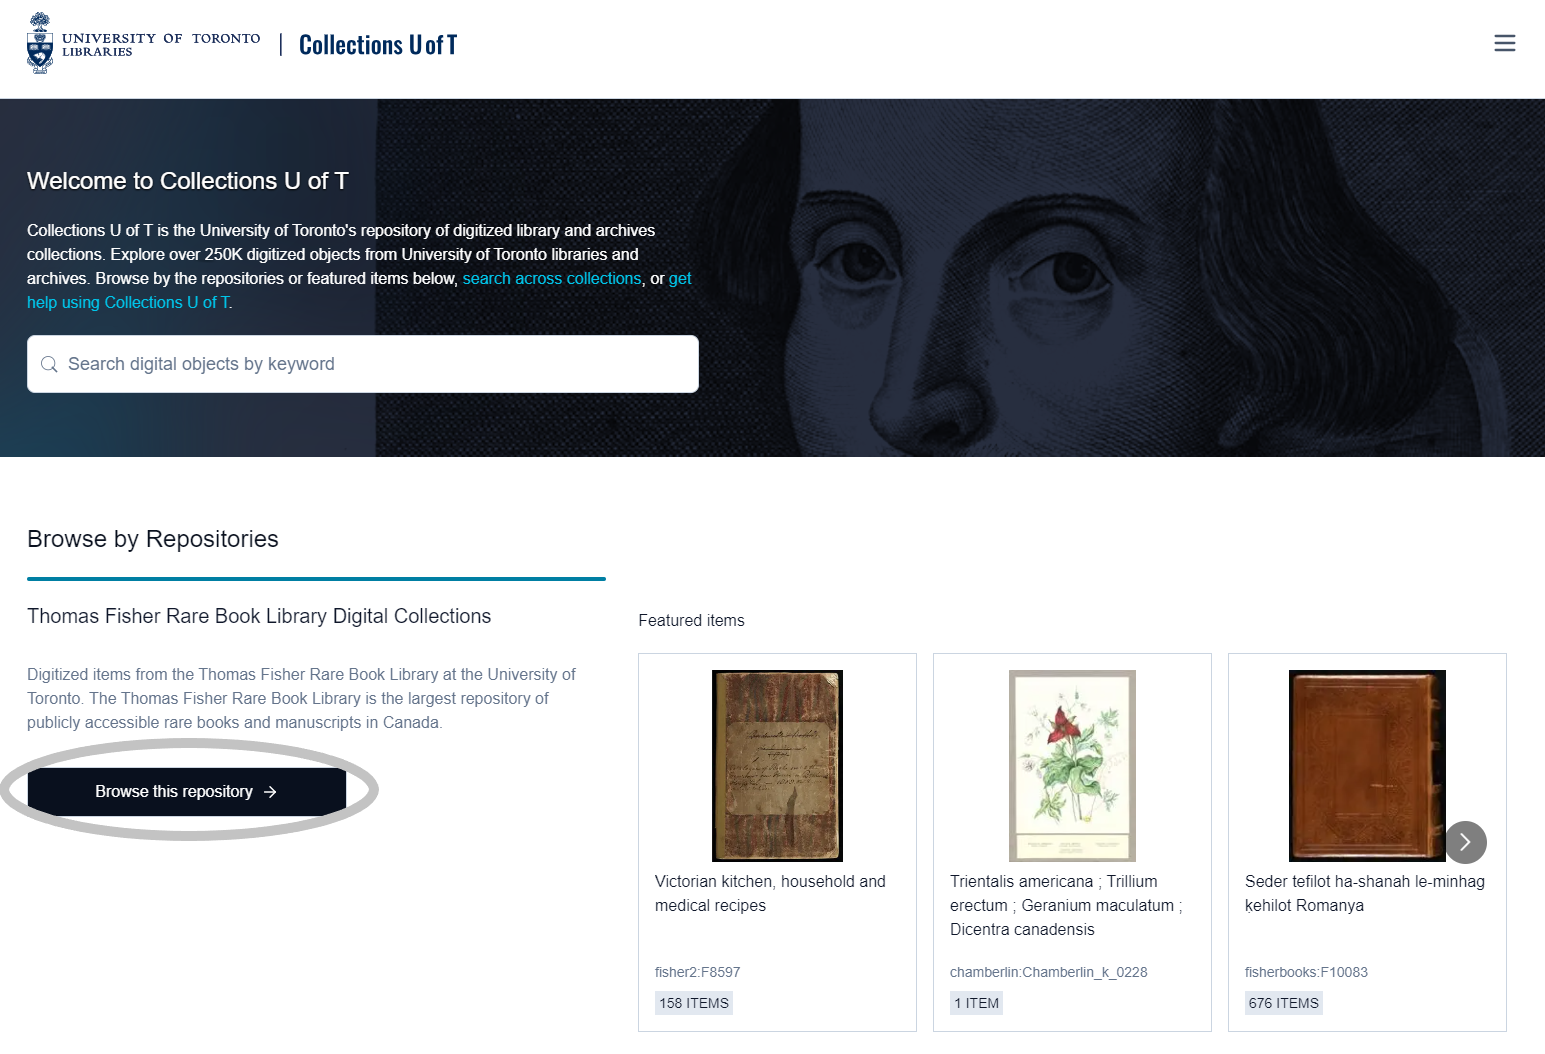 UNIVERSITY OF TORONTO
LIBRARIES
Collections U of T
Welcome to Collections U of T
Collections U of T is the University of Toronto's repository of digitized library and archives
collections. Explore over 250K digitized objects from University of Toronto libraries and
archives. Browse by the repositories or featured items below, search across collections, or get
help using Collections U of T.
Search digital objects by keyword
Browse by Repositories
Thomas Fisher Rare Book Library Digital Collections
Digitized items from the Thomas Fisher Rare Book Library at the University of
Toronto. The Thomas Fisher Rare Book Library is the largest repository of
publicly accessible rare books and manuscripts in Canada.
Browse this repository →
Featured items
Victorian kitchen, household and
medical recipes
fisher2:F8597
158 ITEMS
Trientalis americana ; Trillium
erectum ; Geranium maculatum ;
Dicentra canadensis
chamberlin:Chamberlin_k_0228
1 ITEM
Seder tefilot ha-shanah le-minhag
ḳehilot Romanya
fisherbooks:F10083
676 ITEMS